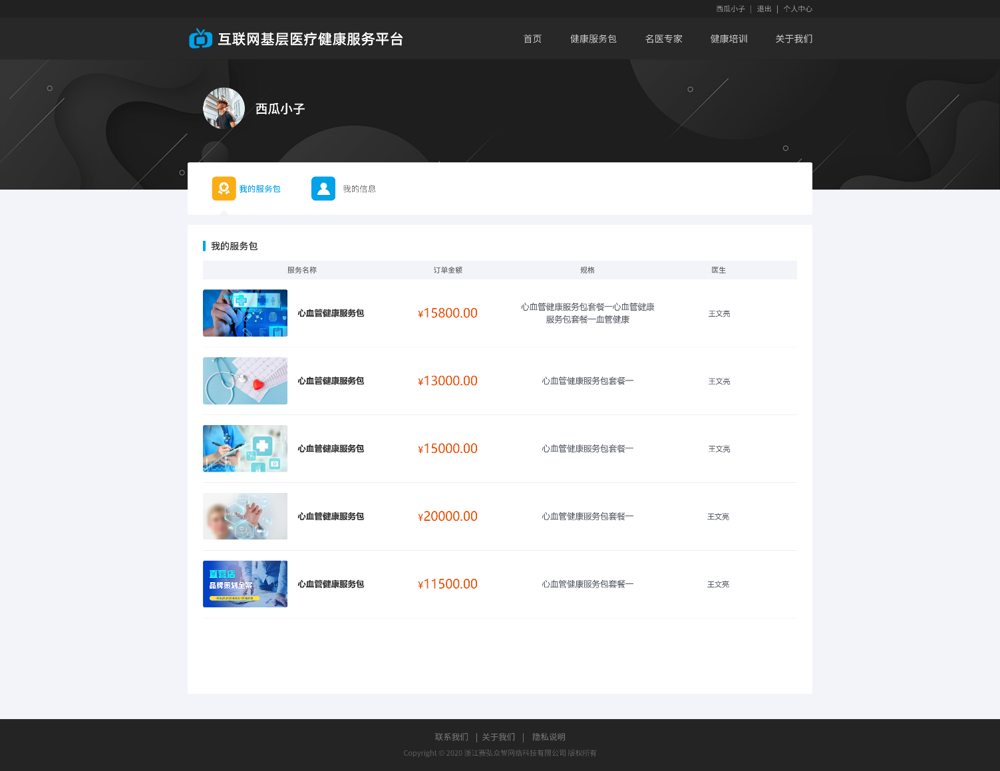 西瓜小子 | 退出 | 个人中心
互联网基层医疗健康服务平台
首页 健康服务包 名医专家 健康培训 关于我们
西瓜小子
我的服务包 我的信息
我的服务包
服务名称 订单金额 规格 医生
心血管健康服务包 ¥15800.00 心血管健康服务包套餐一心血管健康
服务包套餐一血管健康 王文亮
心血管健康服务包 ¥13000.00 心血管健康服务包套餐一 王文亮
心血管健康服务包 ¥15000.00 心血管健康服务包套餐一 王文亮
HEALTH
心血管健康服务包 ¥20000.00 心血管健康服务包套餐一 王文亮
直营店
品牌策划全案
心血管健康服务包 ¥11500.00 心血管健康服务包套餐一 王文亮
联系我们 | 关于我们 | 隐私说明
Copyright © 2020 浙江赛弘众智网络科技有限公司 版权所有